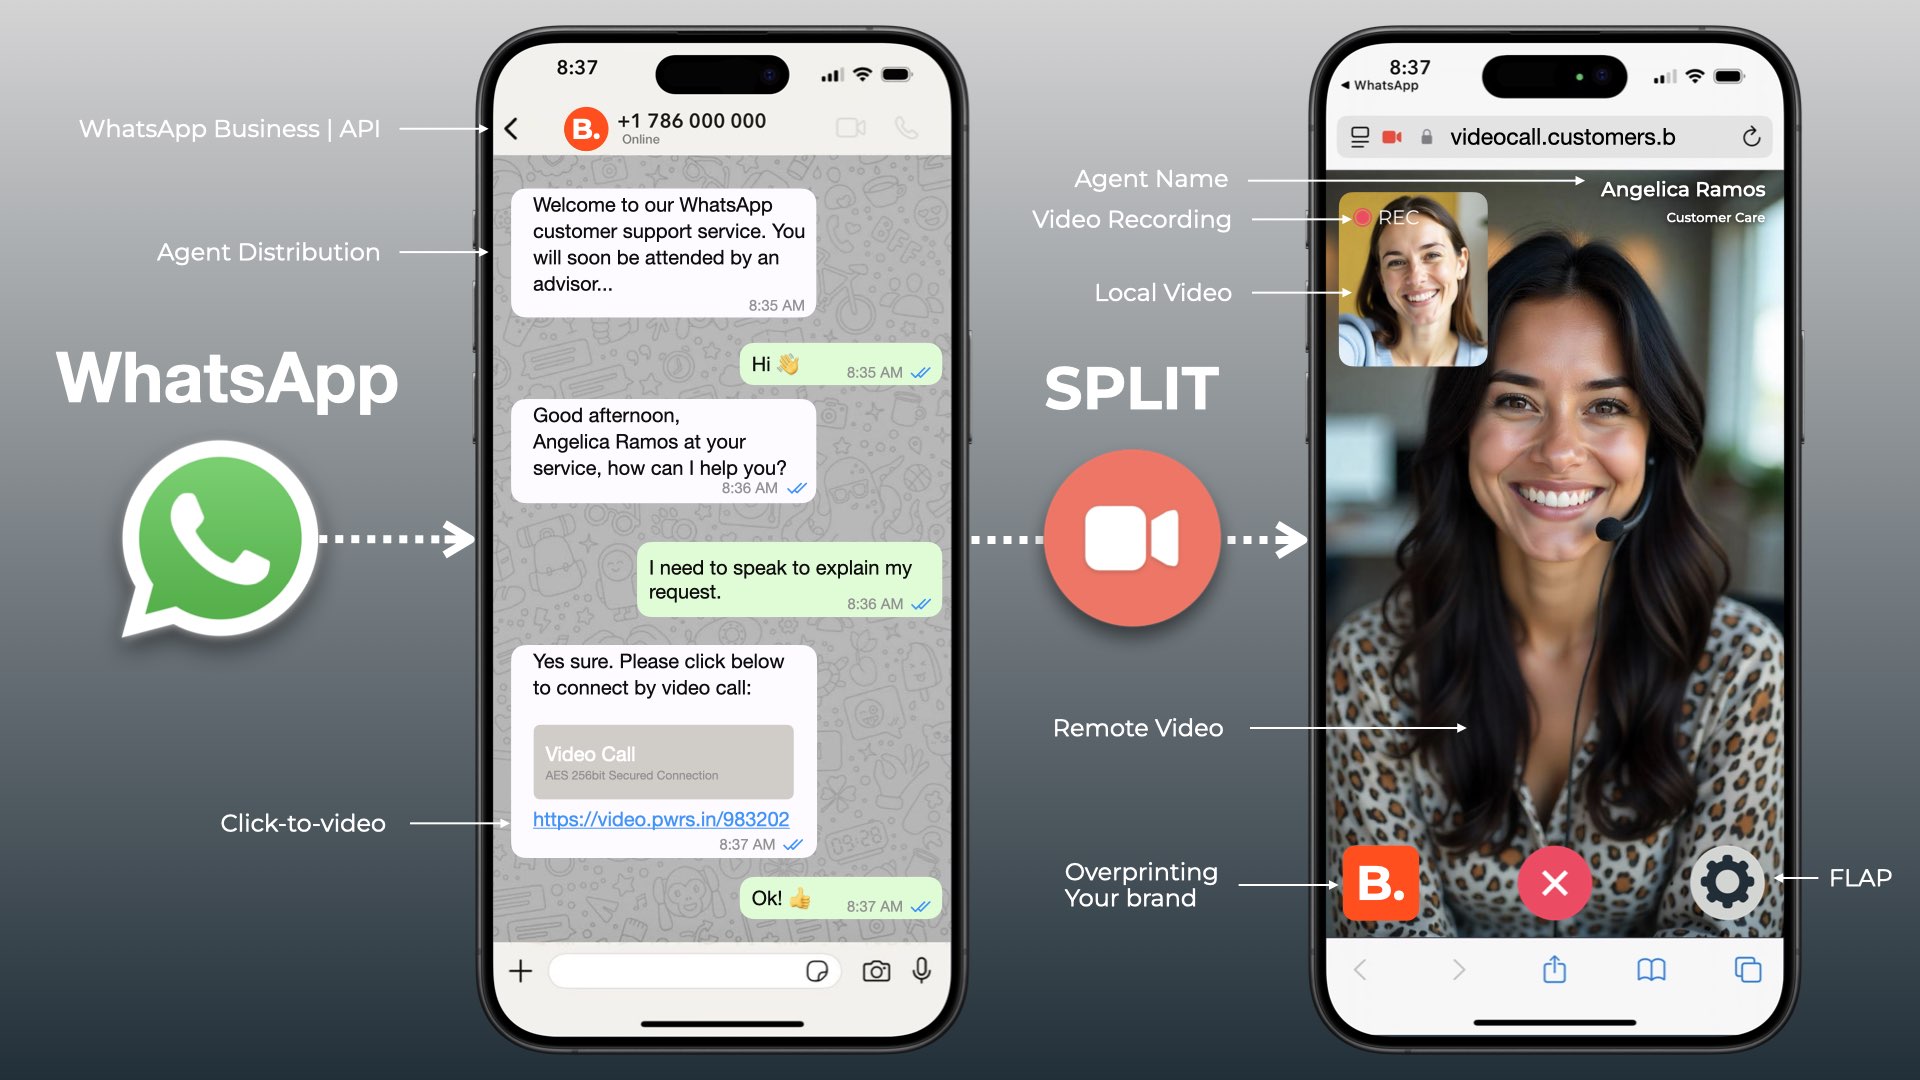 WhatsApp Business | API
Agent Distribution
WhatsApp
Click-to-video
8:37
B.
+1 786 000 000
Online
Welcome to our WhatsApp
customer support service. You
will soon be attended by an
advisor...
8:35 AM
Hi 👋
8:35 AM
Good afternoon,
Angelica Ramos at your
service, how can I help you?
8:36 AM
I need to speak to explain my
request.
8:36 AM
Yes sure. Please click below
to connect by video call:
Video Call
AES 256bit Secured Connection
https://video.pwrs.in/983202
8:37 AM
Ok! 👍
8:37 AM
Agent Name
Video Recording
Local Video
SPLIT
Remote Video
Overprinting
Your brand
8:37
◀ WhatsApp
videocall.customers.b
Angelica Ramos
Customer Care
REC
B.
FLAP